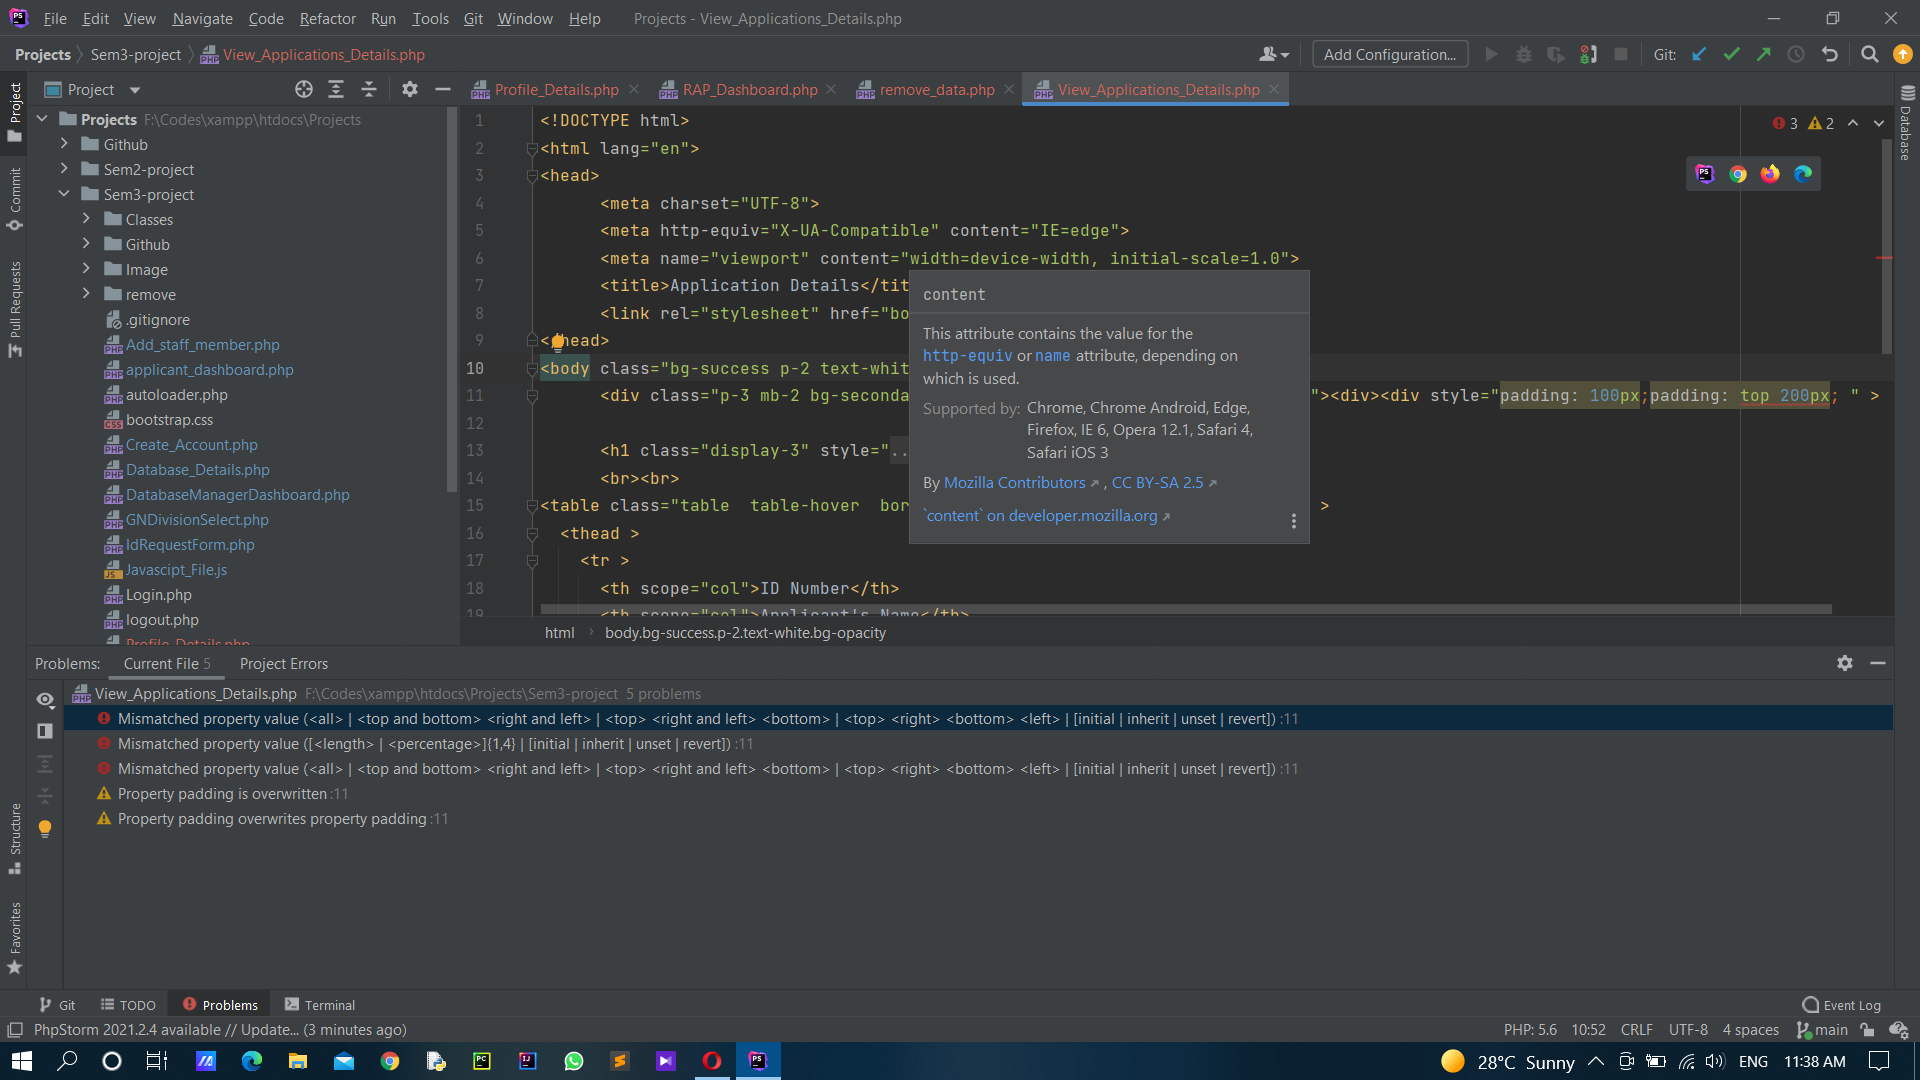 File Edit View Navigate Code Refactor Run Tools Git Window Help Projects - View_Applications_Details.php
Projects Sem3-project View_Applications_Details.php Add Configuration... Git:
Project Profile_Details.php RAP_Dashboard.php remove_data.php View_Applications_Details.php
Project
Commit
Pull Requests
Structure
Favorites
Database
Projects F:\Codes\xampp\htdocs\Projects
Github
Sem2-project
Sem3-project
Classes
Github
Image
remove
.gitignore
Add_staff_member.php
applicant_dashboard.php
autoloader.php
bootstrap.css
Create_Account.php
Database_Details.php
DatabaseManagerDashboard.php
GNDivisionSelect.php
IdRequestForm.php
Javascipt_File.js
Login.php
logout.php
Profile_Details.php
3 2
1 <!DOCTYPE html>
2 <html lang="en">
3 <head>
4 <meta charset="UTF-8">
5 <meta http-equiv="X-UA-Compatible" content="IE=edge">
6 <meta name="viewport" content="width=device-width, initial-scale=1.0">
7 <title>Application Details</tit
8 <link rel="stylesheet" href="bo
9 < head>
10 <body class="bg-success p-2 text-whit
11 <div class="p-3 mb-2 bg-seconda "><div><div style="padding: 100px;padding: top 200px; " >
12
13 <h1 class="display-3" style="..
14 <br><br>
15 <table class="table table-hover bor >
16 <thead >
17 <tr >
18 <th scope="col">ID Number</th>
19 <th scope="col">Applicant's Name</th>
content
This attribute contains the value for the
http-equiv or name attribute, depending on
which is used.
Supported by: Chrome, Chrome Android, Edge,
Firefox, IE 6, Opera 12.1, Safari 4,
Safari iOS 3
By Mozilla Contributors , CC BY-SA 2.5
`content` on developer.mozilla.org
html body.bg-success.p-2.text-white.bg-opacity
Problems: Current File 5 Project Errors
View_Applications_Details.php F:\Codes\xampp\htdocs\Projects\Sem3-project 5 problems
Mismatched property value (<all> | <top and bottom> <right and left> | <top> <right and left> <bottom> | <top> <right> <bottom> <left> | [initial | inherit | unset | revert]) :11
Mismatched property value ([<length> | <percentage>]{1,4} | [initial | inherit | unset | revert]) :11
Mismatched property value (<all> | <top and bottom> <right and left> | <top> <right and left> <bottom> | <top> <right> <bottom> <left> | [initial | inherit | unset | revert]) :11
Property padding is overwritten :11
Property padding overwrites property padding :11
Git TODO Problems Terminal Event Log
PhpStorm 2021.2.4 available // Update... (3 minutes ago) PHP: 5.6 10:52 CRLF UTF-8 4 spaces main
28°C Sunny ENG 11:38 AM